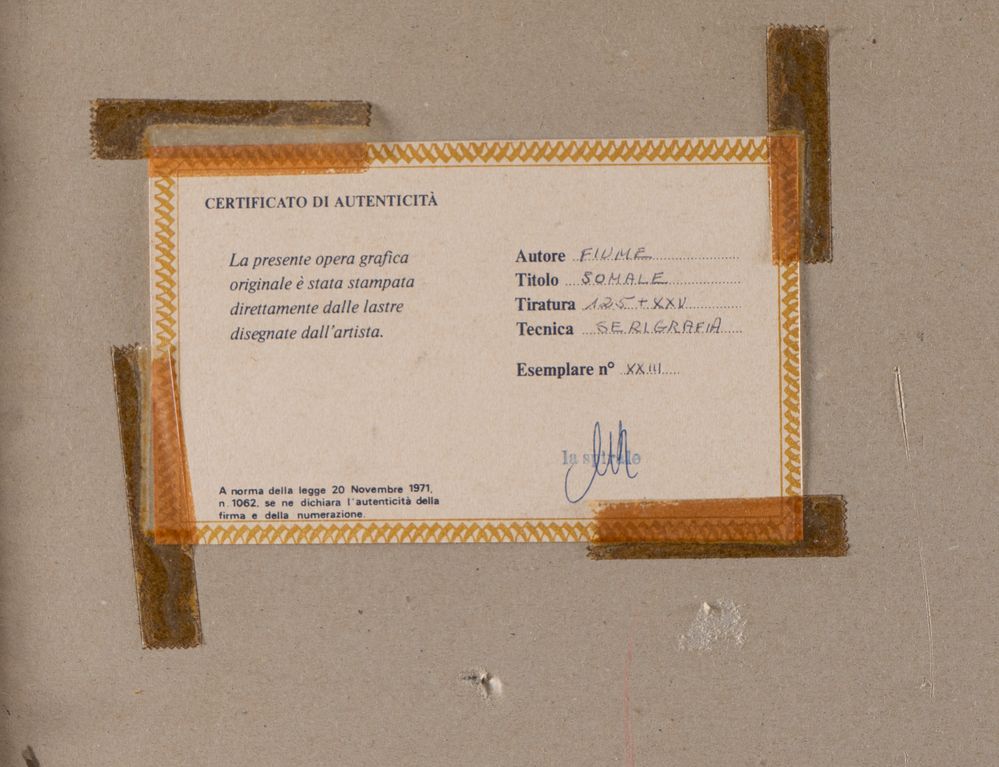 CERTIFICATO DI AUTENTICITÀ
La presente opera grafica
originale è stata stampata
direttamente dalle lastre
disegnate dall'artista.
Autore FIUME
Titolo SOMALE
Tiratura 125+XXV
Tecnica SERIGRAFIA
Esemplare n° XXIII
la spirale
A norma della legge 20 Novembre 1971,
n. 1062, se ne dichiara l'autenticità della
firma e della numerazione.